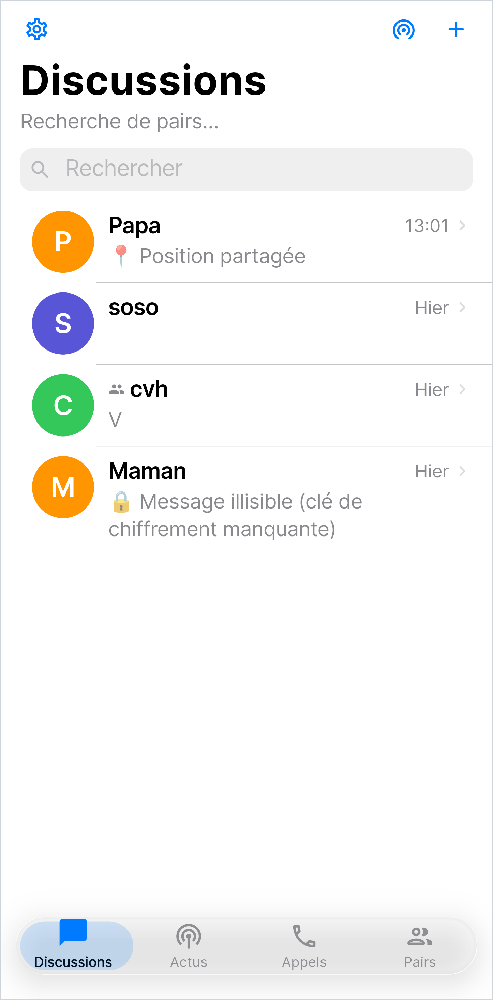 Discussions
Recherche de pairs...
Rechercher
P
Papa
13:01
📍 Position partagée
S
soso
Hier
C
cvh
Hier
V
M
Maman
Hier
🔒 Message illisible (clé de
chiffrement manquante)
Discussions
Actus
Appels
Pairs